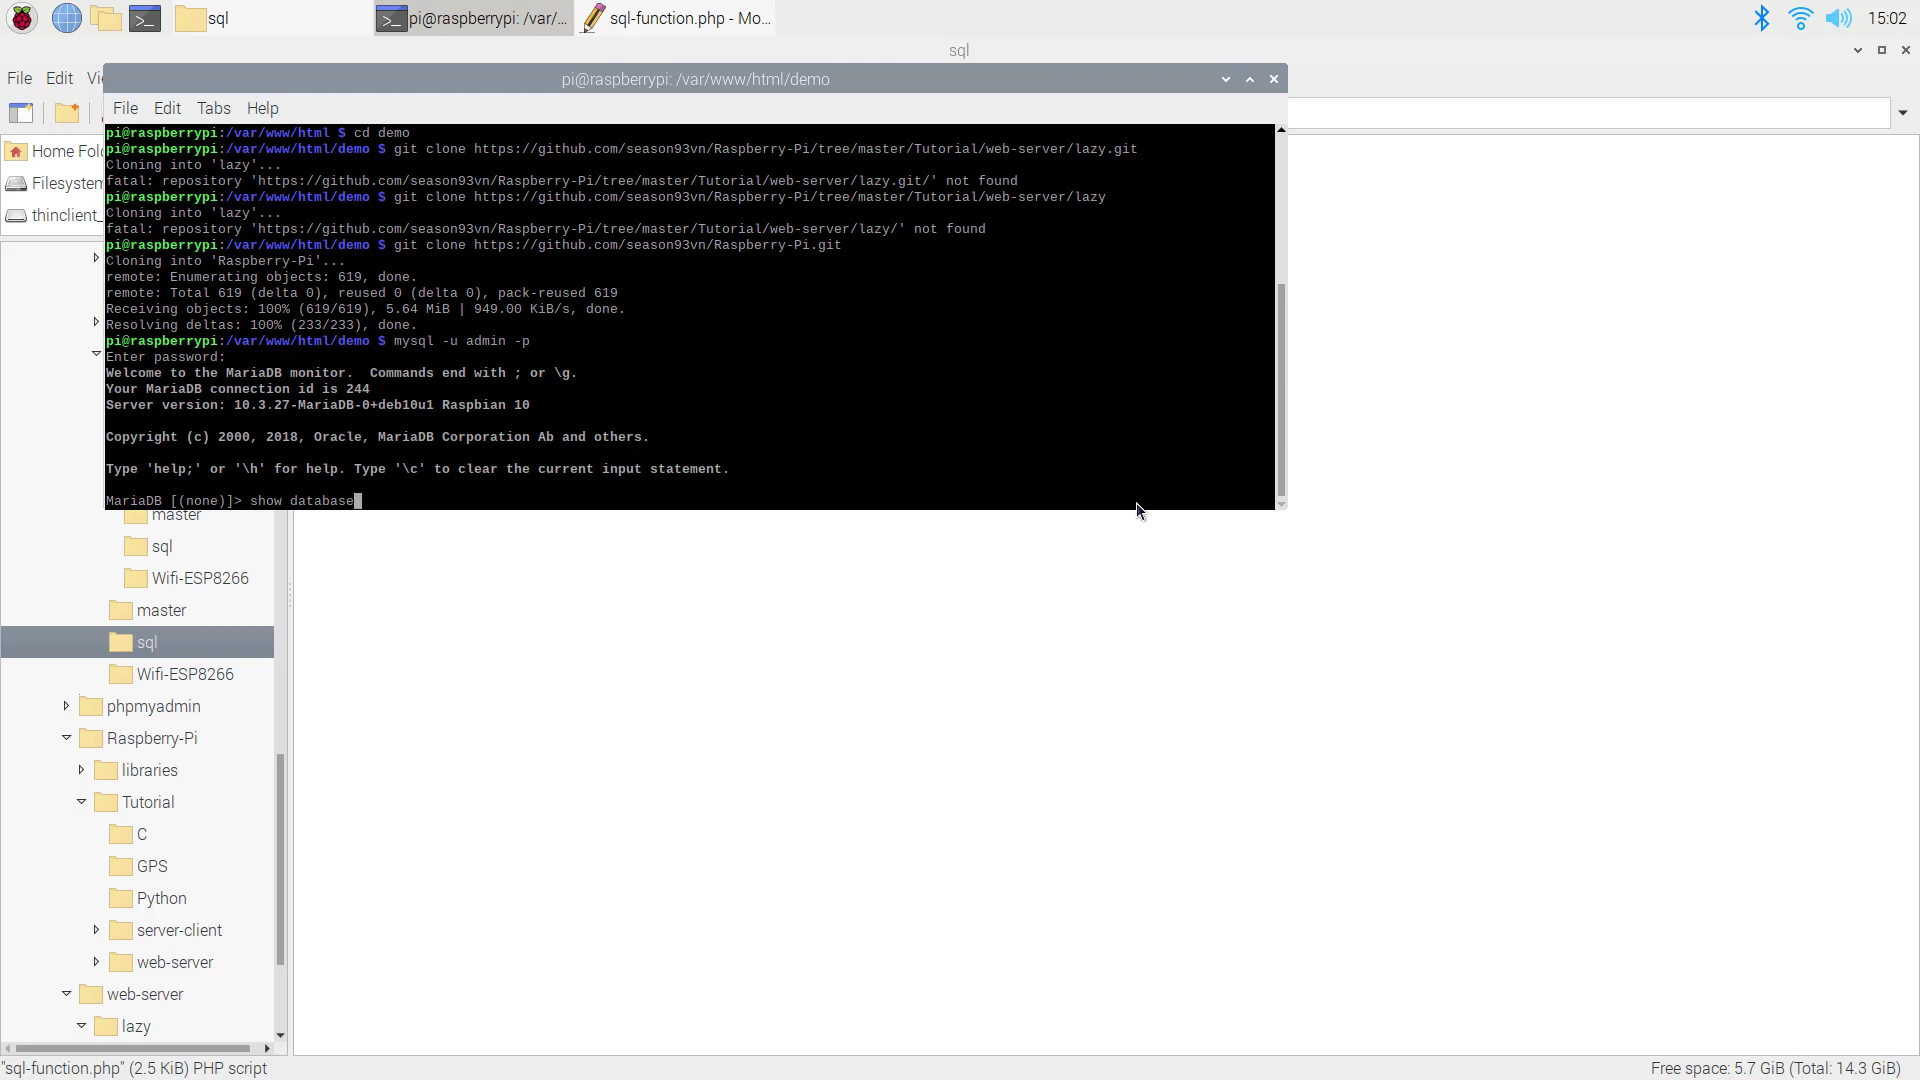 sql
pi@raspberrypi: /var/...
sql-function.php - Mo...
15:02
sql
File Edit Vi
pi@raspberrypi: /var/www/html/demo
File Edit Tabs Help
pi@raspberrypi:/var/www/html $ cd demo
pi@raspberrypi:/var/www/html/demo $ git clone https://github.com/season93vn/Raspberry-Pi/tree/master/Tutorial/web-server/lazy.git
Cloning into 'lazy'...
fatal: repository 'https://github.com/season93vn/Raspberry-Pi/tree/master/Tutorial/web-server/lazy.git/' not found
pi@raspberrypi:/var/www/html/demo $ git clone https://github.com/season93vn/Raspberry-Pi/tree/master/Tutorial/web-server/lazy
Cloning into 'lazy'...
fatal: repository 'https://github.com/season93vn/Raspberry-Pi/tree/master/Tutorial/web-server/lazy/' not found
pi@raspberrypi:/var/www/html/demo $ git clone https://github.com/season93vn/Raspberry-Pi.git
Cloning into 'Raspberry-Pi'...
remote: Enumerating objects: 619, done.
remote: Total 619 (delta 0), reused 0 (delta 0), pack-reused 619
Receiving objects: 100% (619/619), 5.64 MiB | 949.00 KiB/s, done.
Resolving deltas: 100% (233/233), done.
pi@raspberrypi:/var/www/html/demo $ mysql -u admin -p
Enter password:
Welcome to the MariaDB monitor.  Commands end with ; or \g.
Your MariaDB connection id is 244
Server version: 10.3.27-MariaDB-0+deb10u1 Raspbian 10
Copyright (c) 2000, 2018, Oracle, MariaDB Corporation Ab and others.
Type 'help;' or '\h' for help. Type '\c' to clear the current input statement.
MariaDB [(none)]> show database
Home Fol
Filesystem
thinclient_
master
sql
Wifi-ESP8266
master
sql
Wifi-ESP8266
phpmyadmin
Raspberry-Pi
libraries
Tutorial
C
GPS
Python
server-client
web-server
web-server
lazy
"sql-function.php" (2.5 KiB) PHP script
Free space: 5.7 GiB (Total: 14.3 GiB)